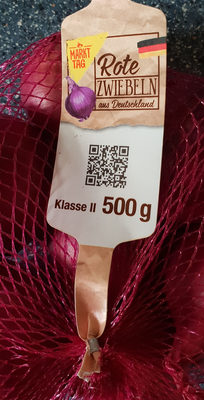 MARKT
TAG
Rote
ZWIEBELN
aus Deutschland
Klasse II 500 g